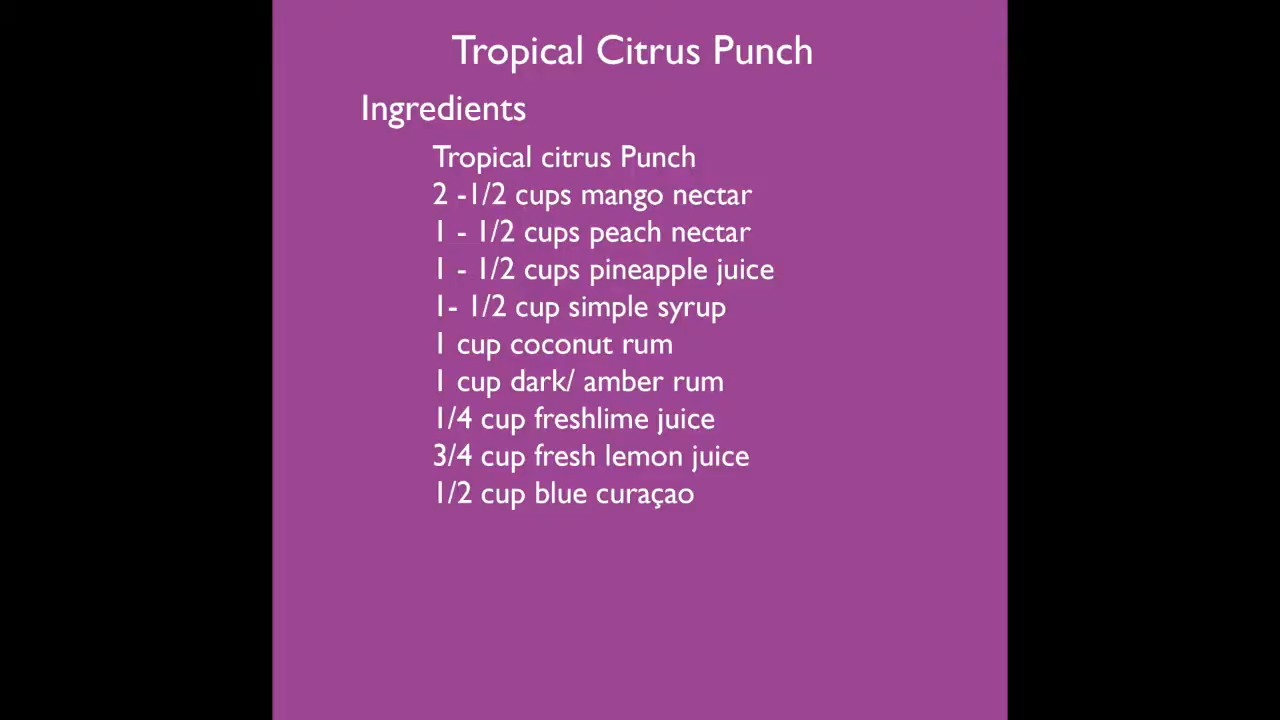 Tropical Citrus Punch
Ingredients
Tropical citrus Punch
2 -1/2 cups mango nectar
1 - 1/2 cups peach nectar
1 - 1/2 cups pineapple juice
1- 1/2 cup simple syrup
1 cup coconut rum
1 cup dark/ amber rum
1/4 cup freshlime juice
3/4 cup fresh lemon juice
1/2 cup blue curaçao